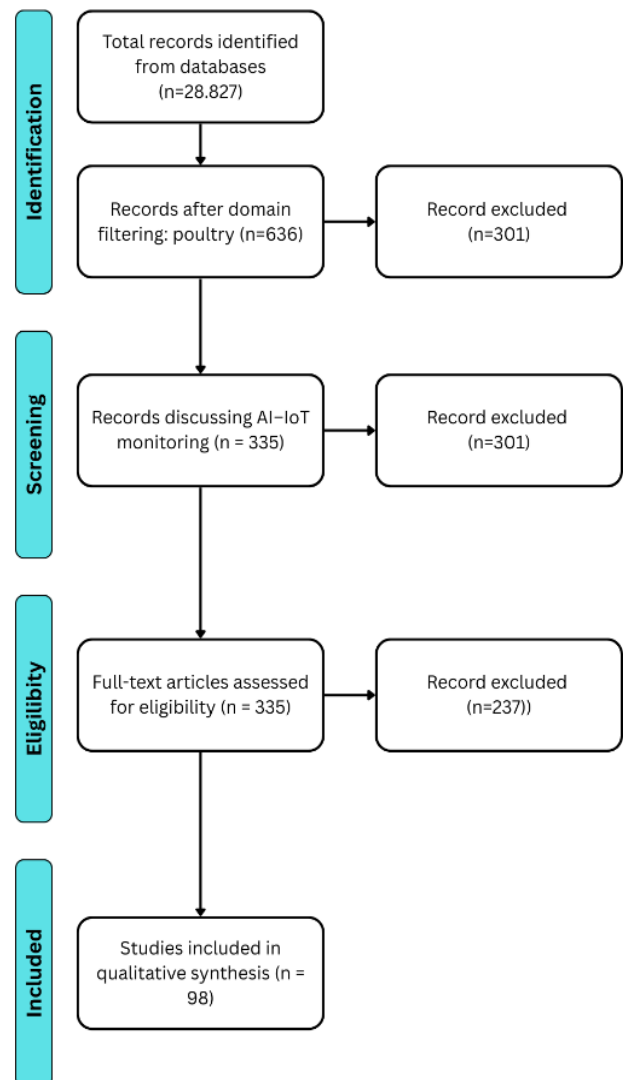 Identification
Total records identified
from databases
(n=28.827)
Records after domain
filtering: poultry (n=636)
Record excluded
(n=301)
Screening
Records discussing AI–IoT
monitoring (n = 335)
Record excluded
(n=301)
Eligilibity
Full-text articles assessed
for eligibility (n = 335)
Record excluded
(n=237))
Included
Studies included in
qualitative synthesis (n =
98)